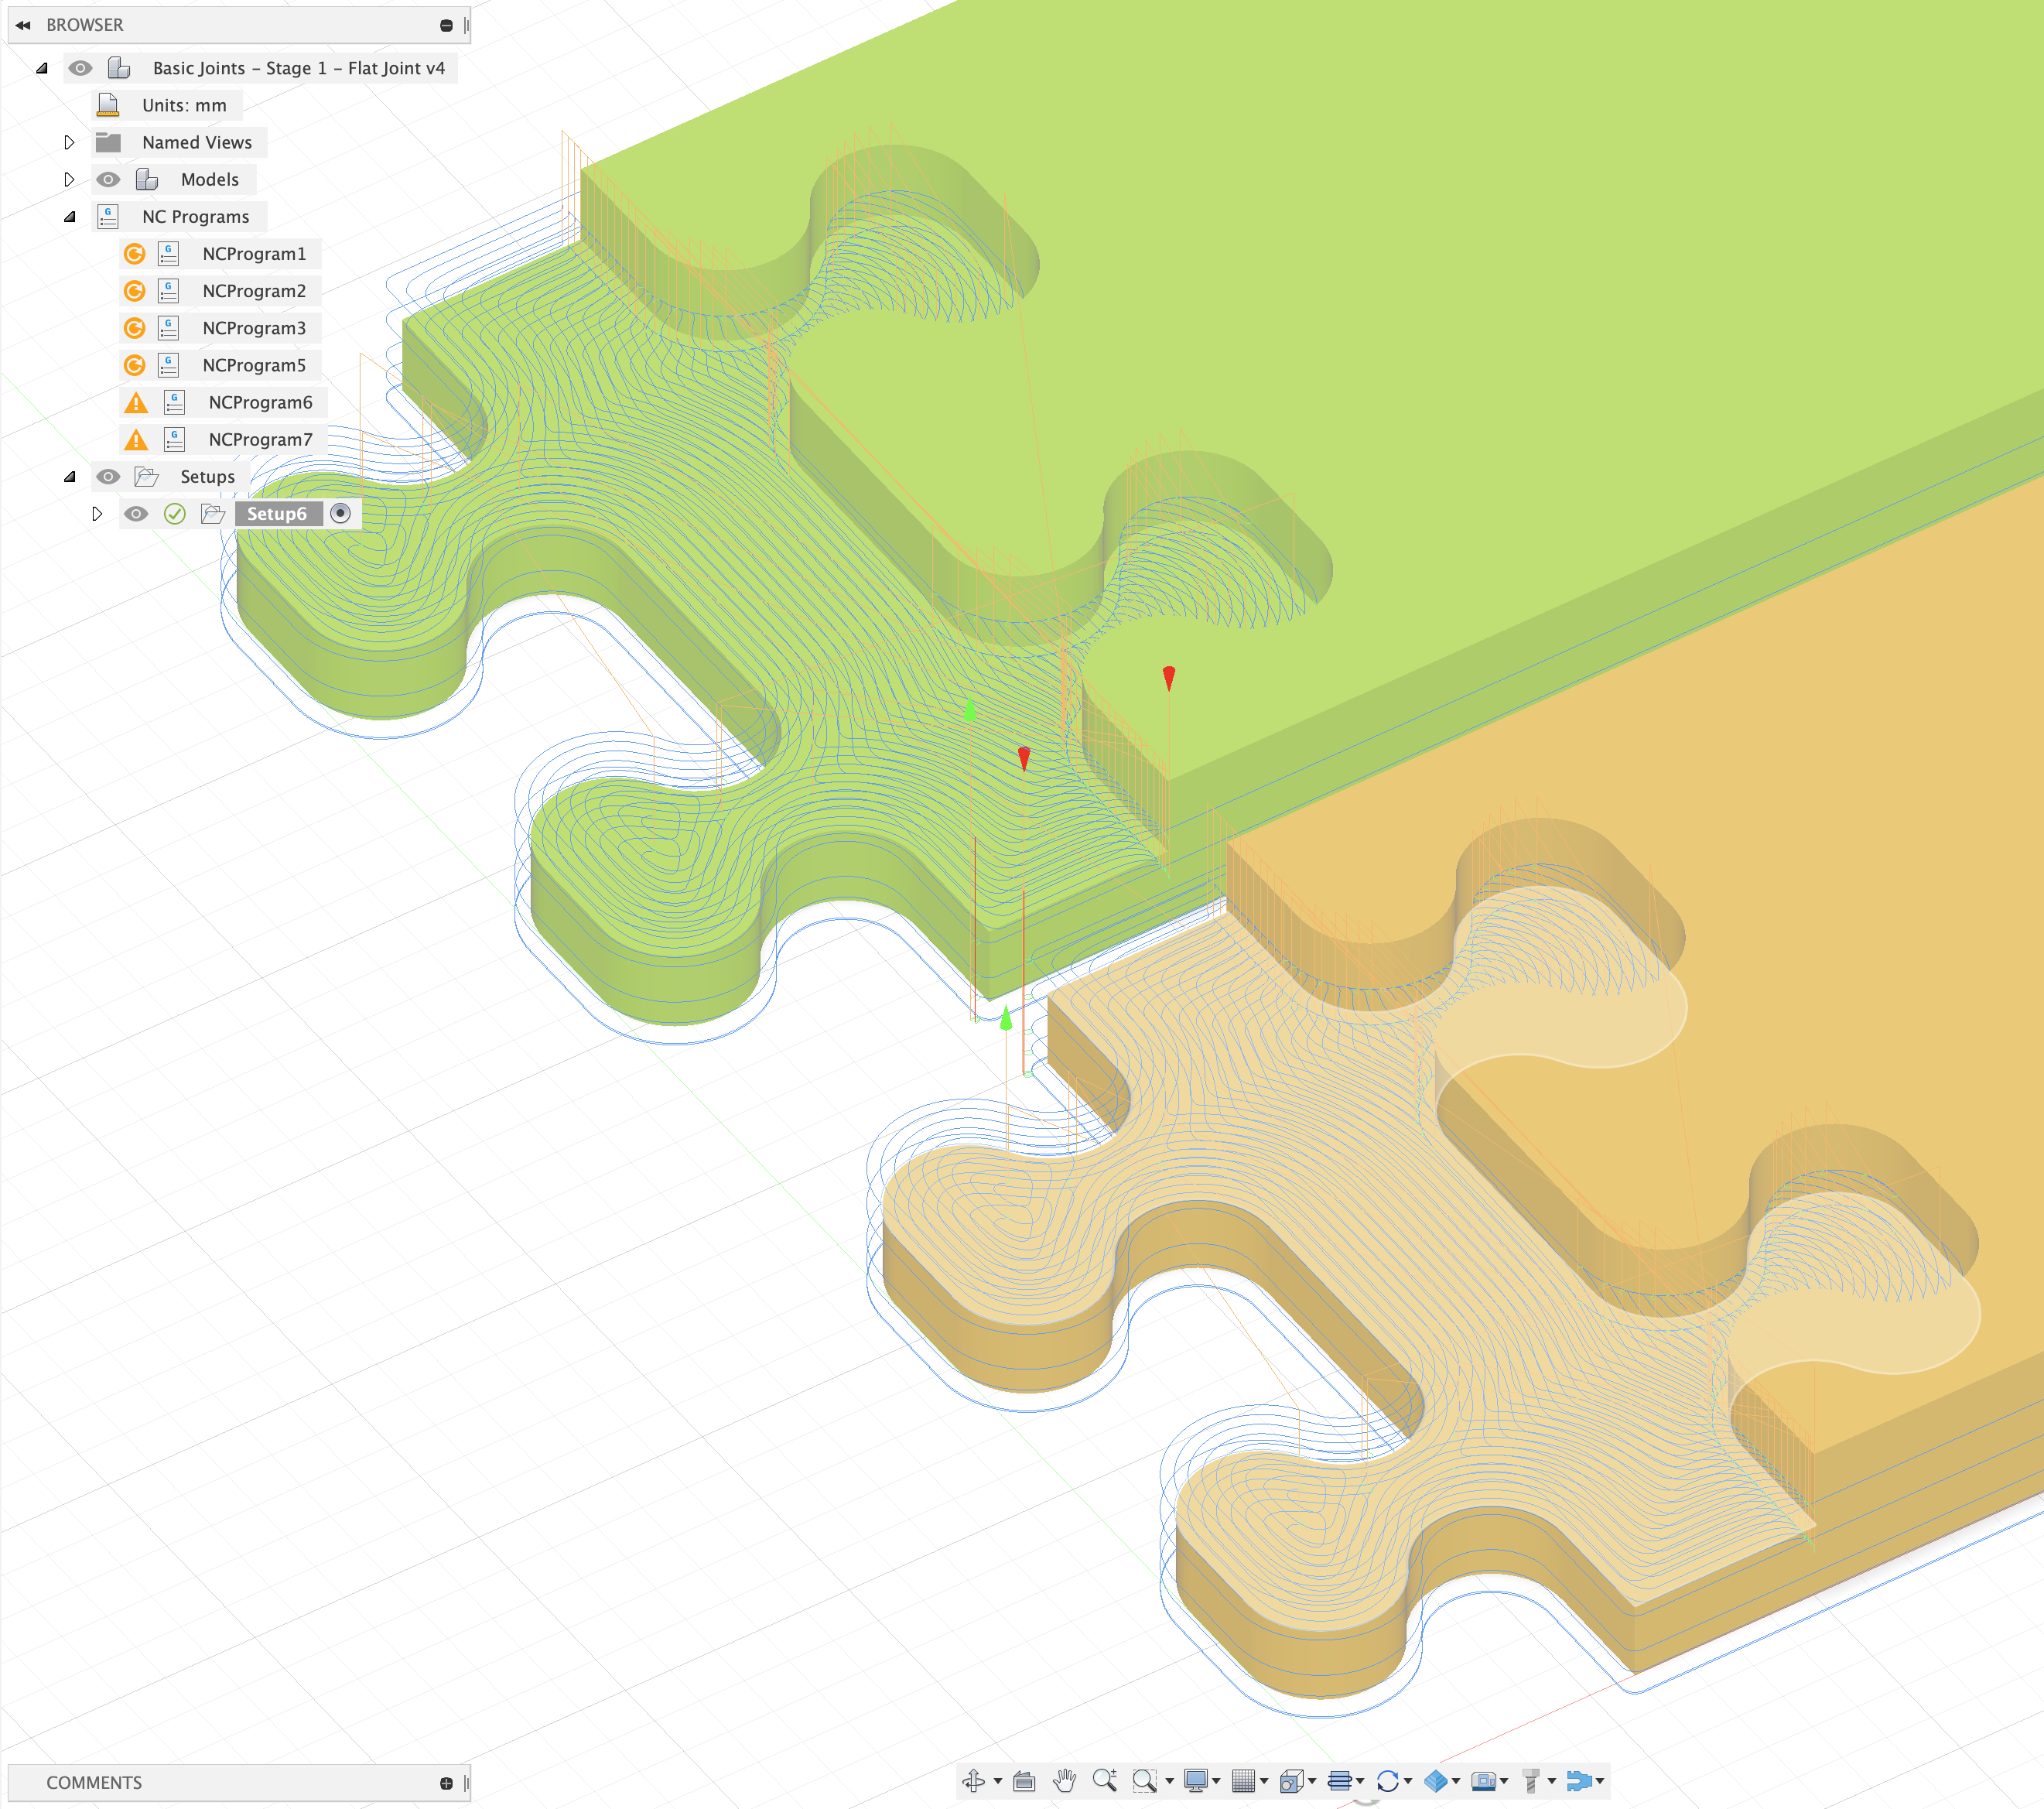 BROWSER
Basic Joints – Stage 1 – Flat Joint v4
Units: mm
Named Views
Models
NC Programs
NCProgram1
NCProgram2
NCProgram3
NCProgram5
NCProgram6
NCProgram7
Setups
Setup6
COMMENTS